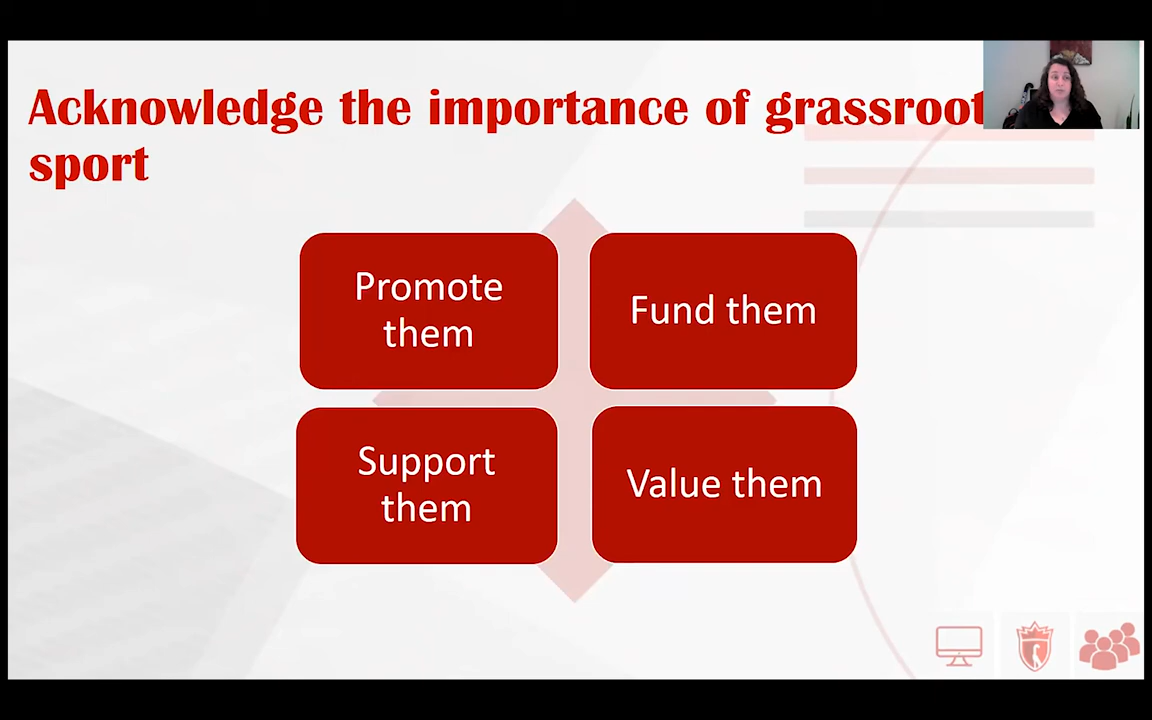 Acknowledge the importance of grassroot
sport
Promote
them
Fund them
Support
them
Value them